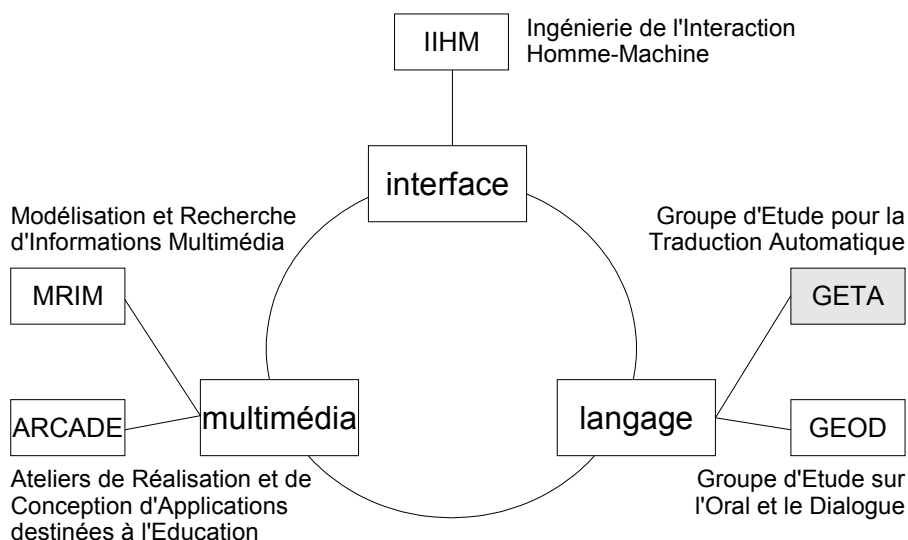 IIHM
Ingénierie de l'Interaction
Homme-Machine
interface
Modélisation et Recherche
d'Informations Multimédia
MRIM
Groupe d'Etude pour la
Traduction Automatique
GETA
ARCADE
multimédia
langage
GEOD
Ateliers de Réalisation et de
Conception d'Applications
destinées à l'Education
Groupe d'Etude sur
l'Oral et le Dialogue